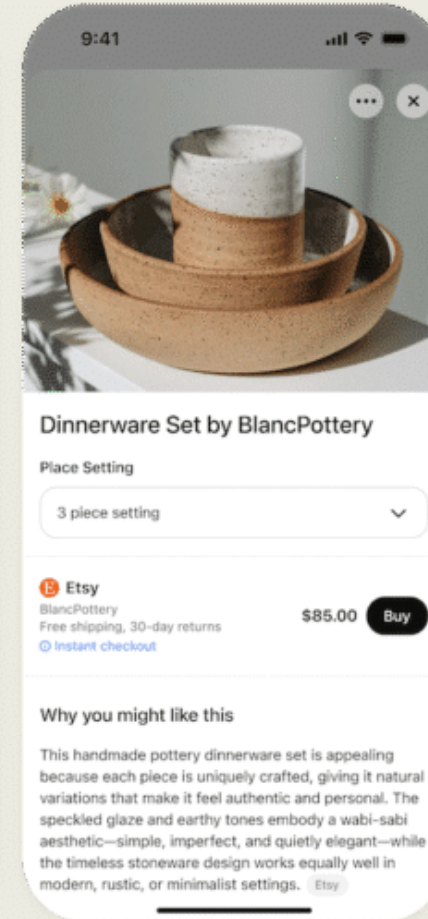 9:41
Dinnerware Set by BlancPottery
Place Setting
3 piece setting
E Etsy
BlancPottery
Free shipping, 30-day returns
Instant checkout
$85.00
Buy
Why you might like this
This handmade pottery dinnerware set is appealing
because each piece is uniquely crafted, giving it natural
variations that make it feel authentic and personal. The
speckled glaze and earthy tones embody a wabi-sabi
aesthetic—simple, imperfect, and quietly elegant—while
the timeless stoneware design works equally well in
modern, rustic, or minimalist settings. Etsy